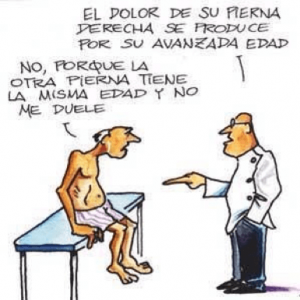 EL DOLOR DE SU PIERNA
DERECHA SE PRODUCE
POR SU AVANZADA EDAD
NO, PORQUE LA
OTRA PIERNA TIENE
LA MISMA EDAD Y NO
ME DUELE